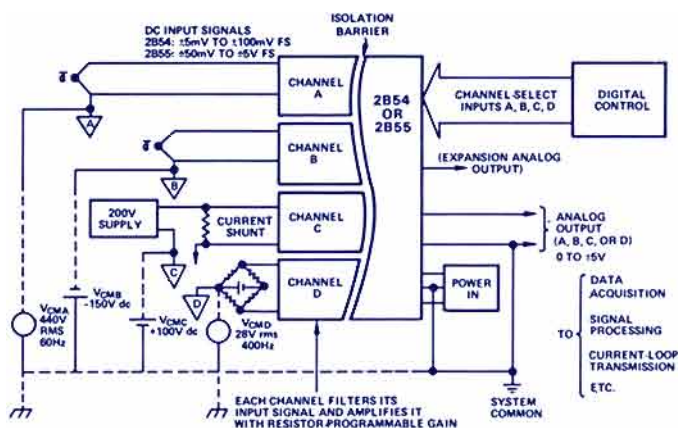 ISOLATION
BARRIER
DC INPUT SIGNALS
2B54: ±5mV TO ±100mV FS
2B55: ±50mV TO ±5V FS
CHANNEL
A
2B54
OR
2B55
CHANNEL-SELECT
INPUTS A, B, C, D
DIGITAL
CONTROL
A
CHANNEL
B
(EXPANSION ANALOG
OUTPUT)
B
200V
SUPPLY
CURRENT
SHUNT
CHANNEL
C
ANALOG
OUTPUT
(A, B, C, OR D)
0 TO ±5V
C
D
CHANNEL
D
POWER
IN
VCMB
-150V dc
VCMA
440V
RMS
60Hz
VCMC
+100V dc
VCMD
28V rms
400Hz
TO
DATA
ACQUISITION
SIGNAL
PROCESSING
CURRENT-LOOP
TRANSMISSION
ETC.
EACH CHANNEL FILTERS ITS
INPUT SIGNAL AND AMPLIFIES IT
WITH RESISTOR-PROGRAMMABLE GAIN
SYSTEM
COMMON